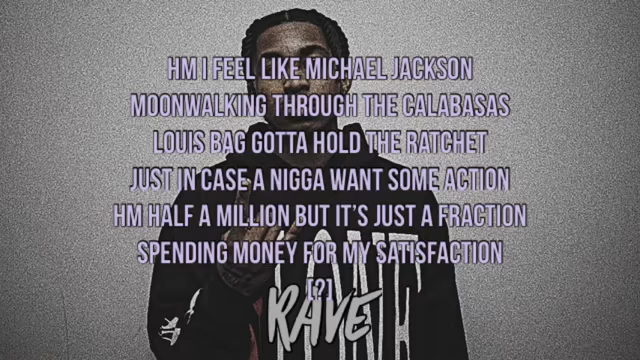 HM I FEEL LIKE MICHAEL JACKSON
MOONWALKING THROUGH THE CALABASAS
LOUIS BAG GOTTA HOLD THE RATCHET
JUST IN CASE A NIGGA WANT SOME ACTION
HM HALF A MILLION BUT IT'S JUST A FRACTION
SPENDING MONEY FOR MY SATISFACTION
[?]
RAVE